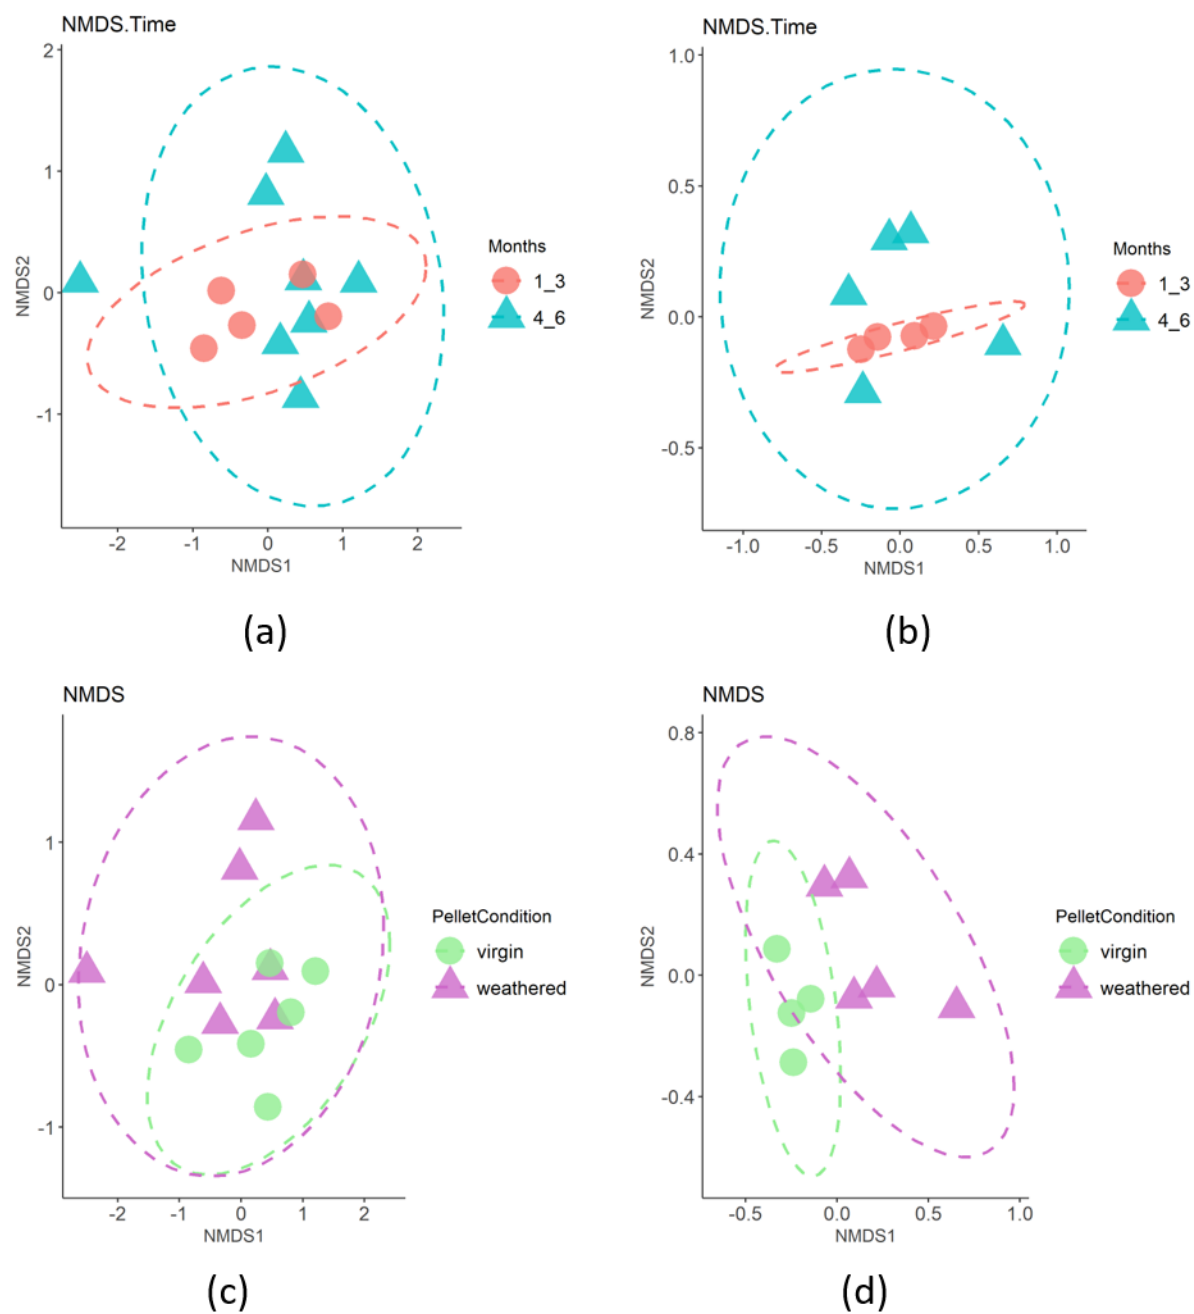 NMDS.Time
2
1
0
-1
-2
-1
0
1
2
NMDS2
NMDS1
Months
1_3
4_6
(a)
NMDS.Time
1.0
0.5
0.0
-0.5
-1.0
-0.5
0.0
0.5
1.0
NMDS2
NMDS1
Months
1_3
4_6
(b)
NMDS
1
0
-1
-2
-1
0
1
2
NMDS2
NMDS1
PelletCondition
virgin
weathered
(c)
NMDS
0.8
0.4
0.0
-0.4
-0.5
0.0
0.5
1.0
NMDS2
NMDS1
PelletCondition
virgin
weathered
(d)